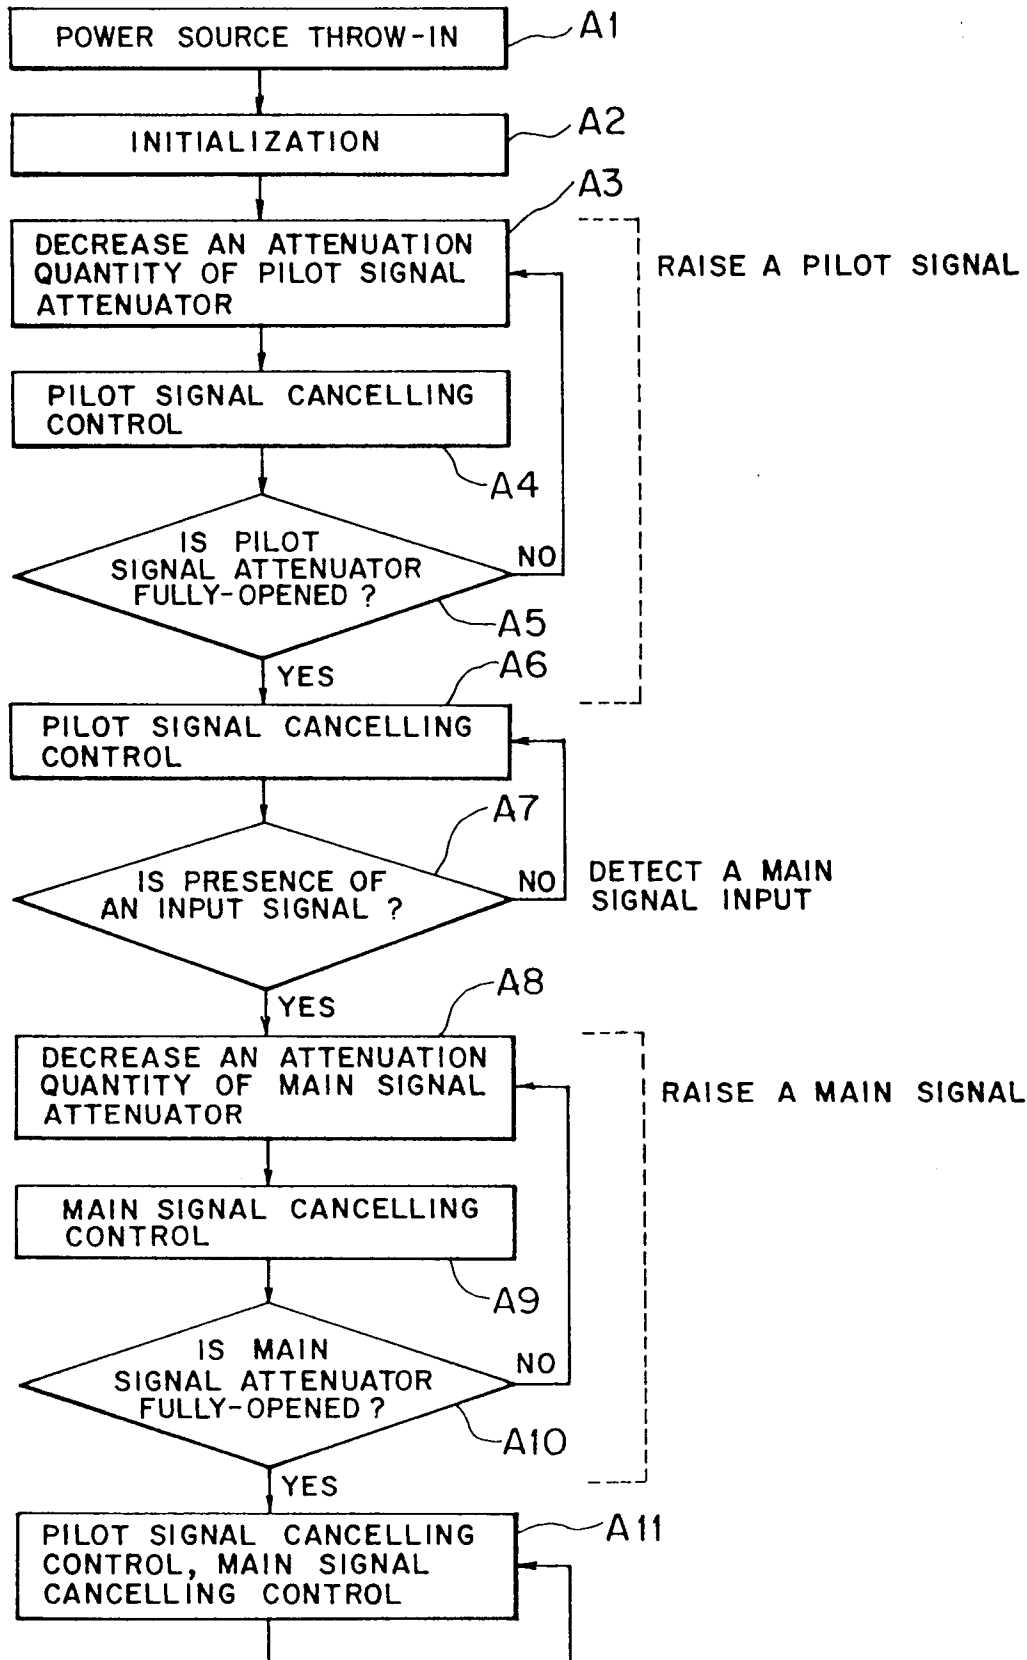 POWER SOURCE THROW-IN
A1
INITIALIZATION
A2
A3
DECREASE AN ATTENUATION
QUANTITY OF PILOT SIGNAL
ATTENUATOR
RAISE A PILOT SIGNAL
PILOT SIGNAL CANCELLING
CONTROL
A4
IS PILOT
SIGNAL ATTENUATOR
FULLY-OPENED ?
NO
A5
YES
A6
PILOT SIGNAL CANCELLING
CONTROL
A7
IS PRESENCE OF
AN INPUT SIGNAL ?
NO
DETECT A MAIN
SIGNAL INPUT
YES
A8
DECREASE AN ATTENUATION
QUANTITY OF MAIN SIGNAL
ATTENUATOR
RAISE A MAIN SIGNAL
MAIN SIGNAL CANCELLING
CONTROL
A9
IS MAIN
SIGNAL ATTENUATOR
FULLY-OPENED ?
NO
A10
YES
A11
PILOT SIGNAL CANCELLING
CONTROL, MAIN SIGNAL
CANCELLING CONTROL